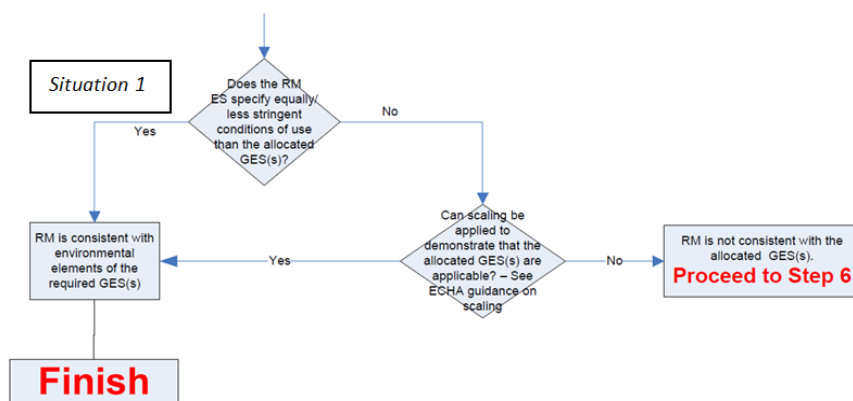 Situation 1
Does the RM
ES specify equally/
less stringent
conditions of use
than the allocated
GES(s)?
Yes
No
RM is consistent with
environmental
elements of the
required GES(s)
Yes
Can scaling be
applied to
demonstrate that the
allocated GES(s) are
applicable? – See
ECHA guidance on
scaling
No
RM is not consistent with the
allocated GES(s).
Proceed to Step 6
Finish